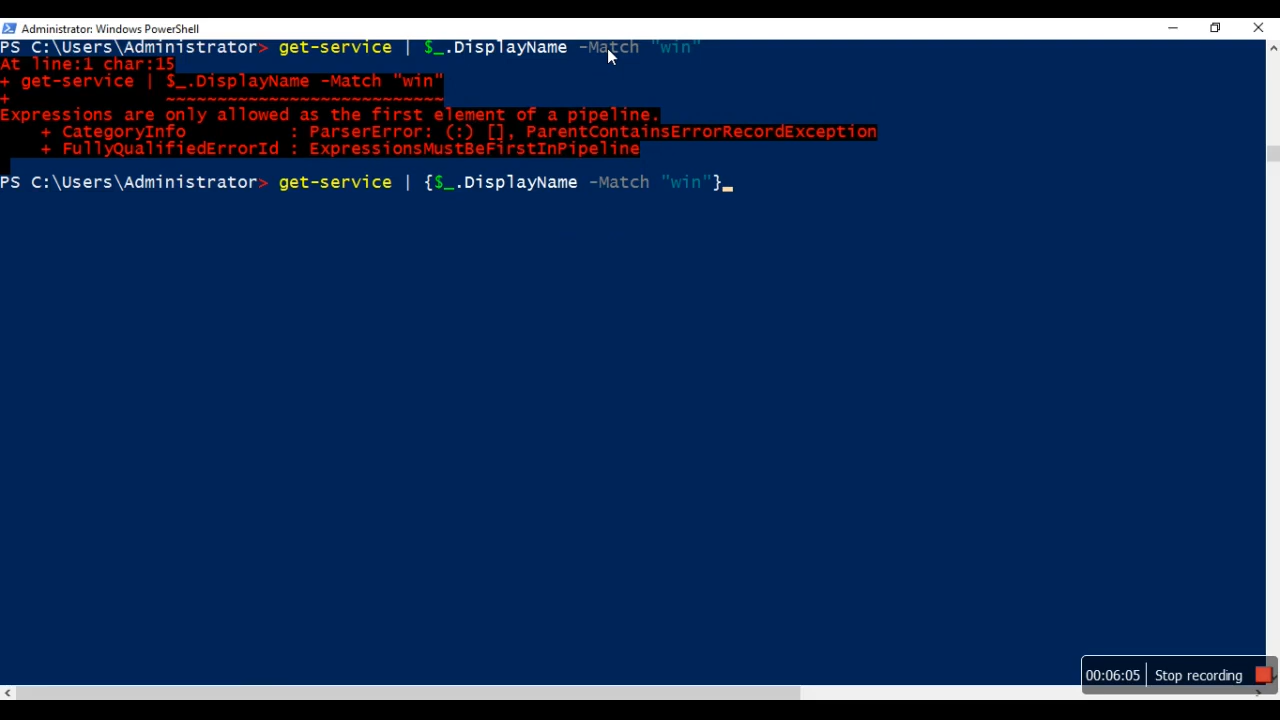 Administrator: Windows PowerShell
PS C:\Users\Administrator> get-service | $_.DisplayName -Match "win"
At line:1 char:15
+ get-service | $_.DisplayName -Match "win"
+               ~~~~~~~~~~~~~~~~~~~~~~~~~~~
Expressions are only allowed as the first element of a pipeline.
    + CategoryInfo          : ParserError: (:) [], ParentContainsErrorRecordException
    + FullyQualifiedErrorId : ExpressionsMustBeFirstInPipeline
PS C:\Users\Administrator> get-service | {$_.DisplayName -Match "win"}
00:06:05 Stop recording